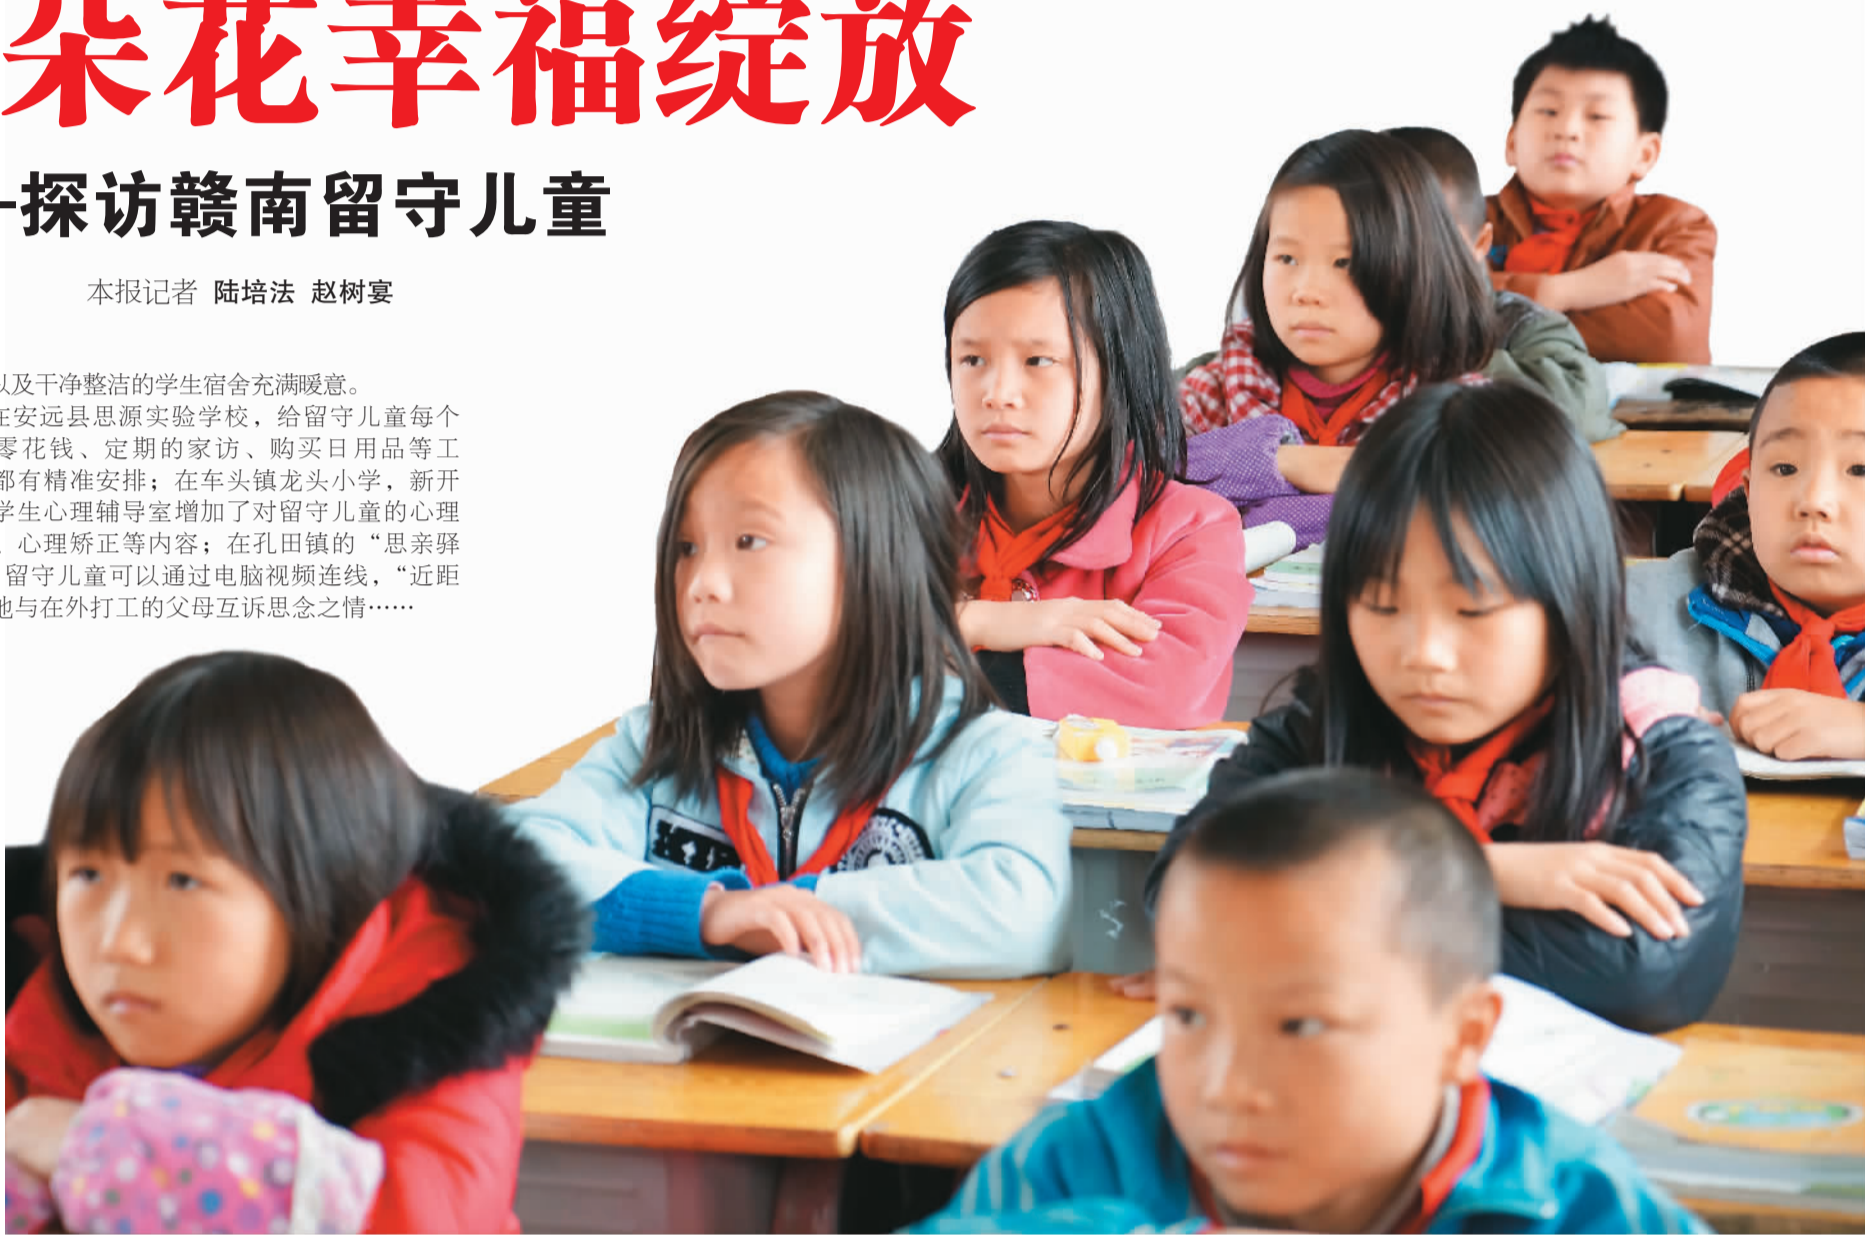 朵花幸福绽放
—探访赣南留守儿童
本报记者 陆培法 赵树宴
以及干净整洁的学生宿舍充满暖意。
在安远县思源实验学校，给留守儿童每个
零花钱、定期的家访、购买日用品等工
都有精准安排；在车头镇龙头小学，新开
学生心理辅导室增加了对留守儿童的心理
、心理矫正等内容；在孔田镇的“思亲驿
留守儿童可以通过电脑视频连线，“近距
地与在外打工的父母互诉思念之情……